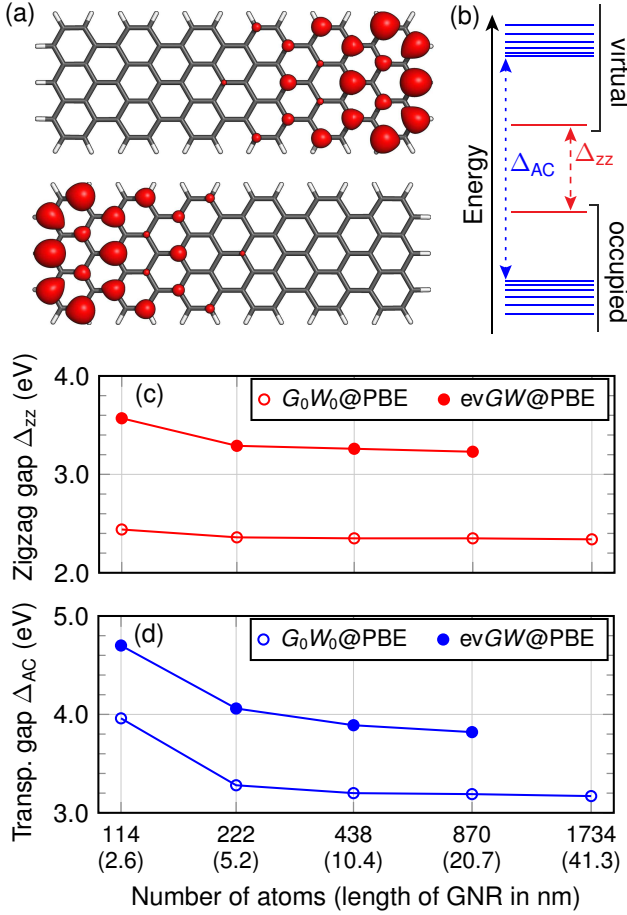 (a)
(b)
Energy
virtual
Δ_AC
Δ_zz
occupied
Zigzag gap Δ_zz (eV)
4.0
3.0
2.0
(c)
G₀W₀@PBE
evGW@PBE
Transp. gap Δ_AC (eV)
5.0
4.0
3.0
(d)
G₀W₀@PBE
evGW@PBE
114 222 438 870 1734
(2.6) (5.2) (10.4) (20.7) (41.3)
Number of atoms (length of GNR in nm)